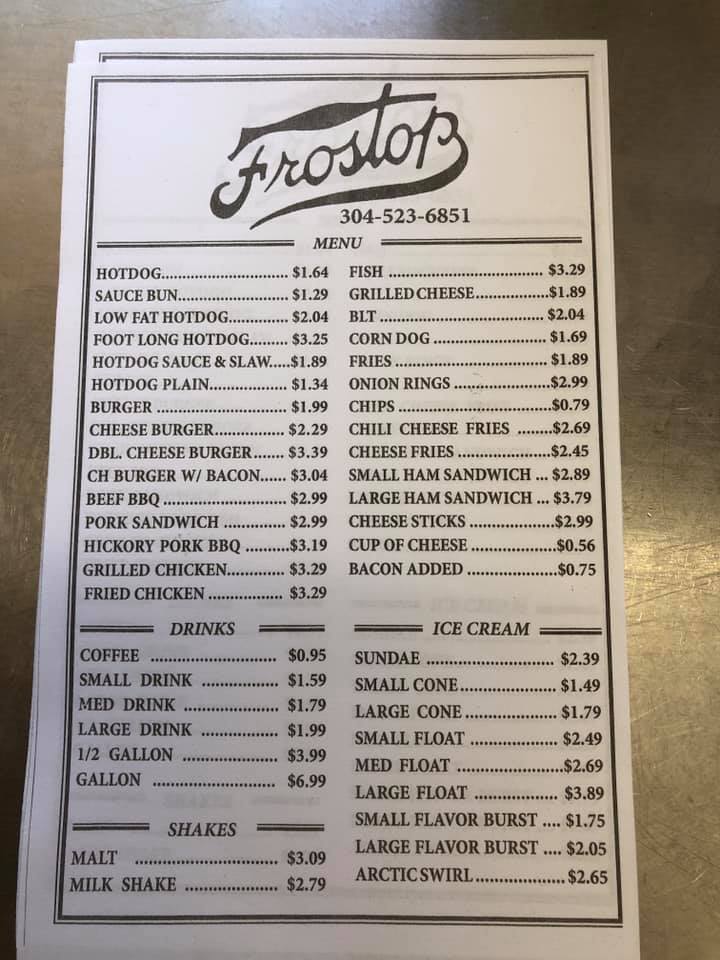 Frostop
304-523-6851
MENU
HOTDOG............................ $1.64
SAUCE BUN........................ $1.29
LOW FAT HOTDOG............. $2.04
FOOT LONG HOTDOG......... $3.25
HOTDOG SAUCE & SLAW.....$1.89
HOTDOG PLAIN................. $1.34
BURGER ............................. $1.99
CHEESE BURGER............... $2.29
DBL. CHEESE BURGER....... $3.39
CH BURGER W/ BACON...... $3.04
BEEF BBQ ........................... $2.99
PORK SANDWICH ............. $2.99
HICKORY PORK BBQ ..........$3.19
GRILLED CHICKEN............ $3.29
FRIED CHICKEN ................ $3.29
FISH .................................. $3.29
GRILLED CHEESE................$1.89
BLT .................................... $2.04
CORN DOG ......................... $1.69
FRIES ................................. $1.89
ONION RINGS .....................$2.99
CHIPS .................................$0.79
CHILI CHEESE FRIES ........$2.69
CHEESE FRIES ....................$2.45
SMALL HAM SANDWICH ... $2.89
LARGE HAM SANDWICH ... $3.79
CHEESE STICKS ..................$2.99
CUP OF CHEESE ..................$0.56
BACON ADDED ...................$0.75
DRINKS
COFFEE ........................... $0.95
SMALL DRINK ................. $1.59
MED DRINK ..................... $1.79
LARGE DRINK ................. $1.99
1/2 GALLON ..................... $3.99
GALLON ........................... $6.99
SHAKES
MALT ............................... $3.09
MILK SHAKE .................... $2.79
ICE CREAM
SUNDAE ........................... $2.39
SMALL CONE..................... $1.49
LARGE CONE.................... $1.79
SMALL FLOAT ................... $2.49
MED FLOAT .......................$2.69
LARGE FLOAT .................. $3.89
SMALL FLAVOR BURST .... $1.75
LARGE FLAVOR BURST .... $2.05
ARCTIC SWIRL................... $2.65